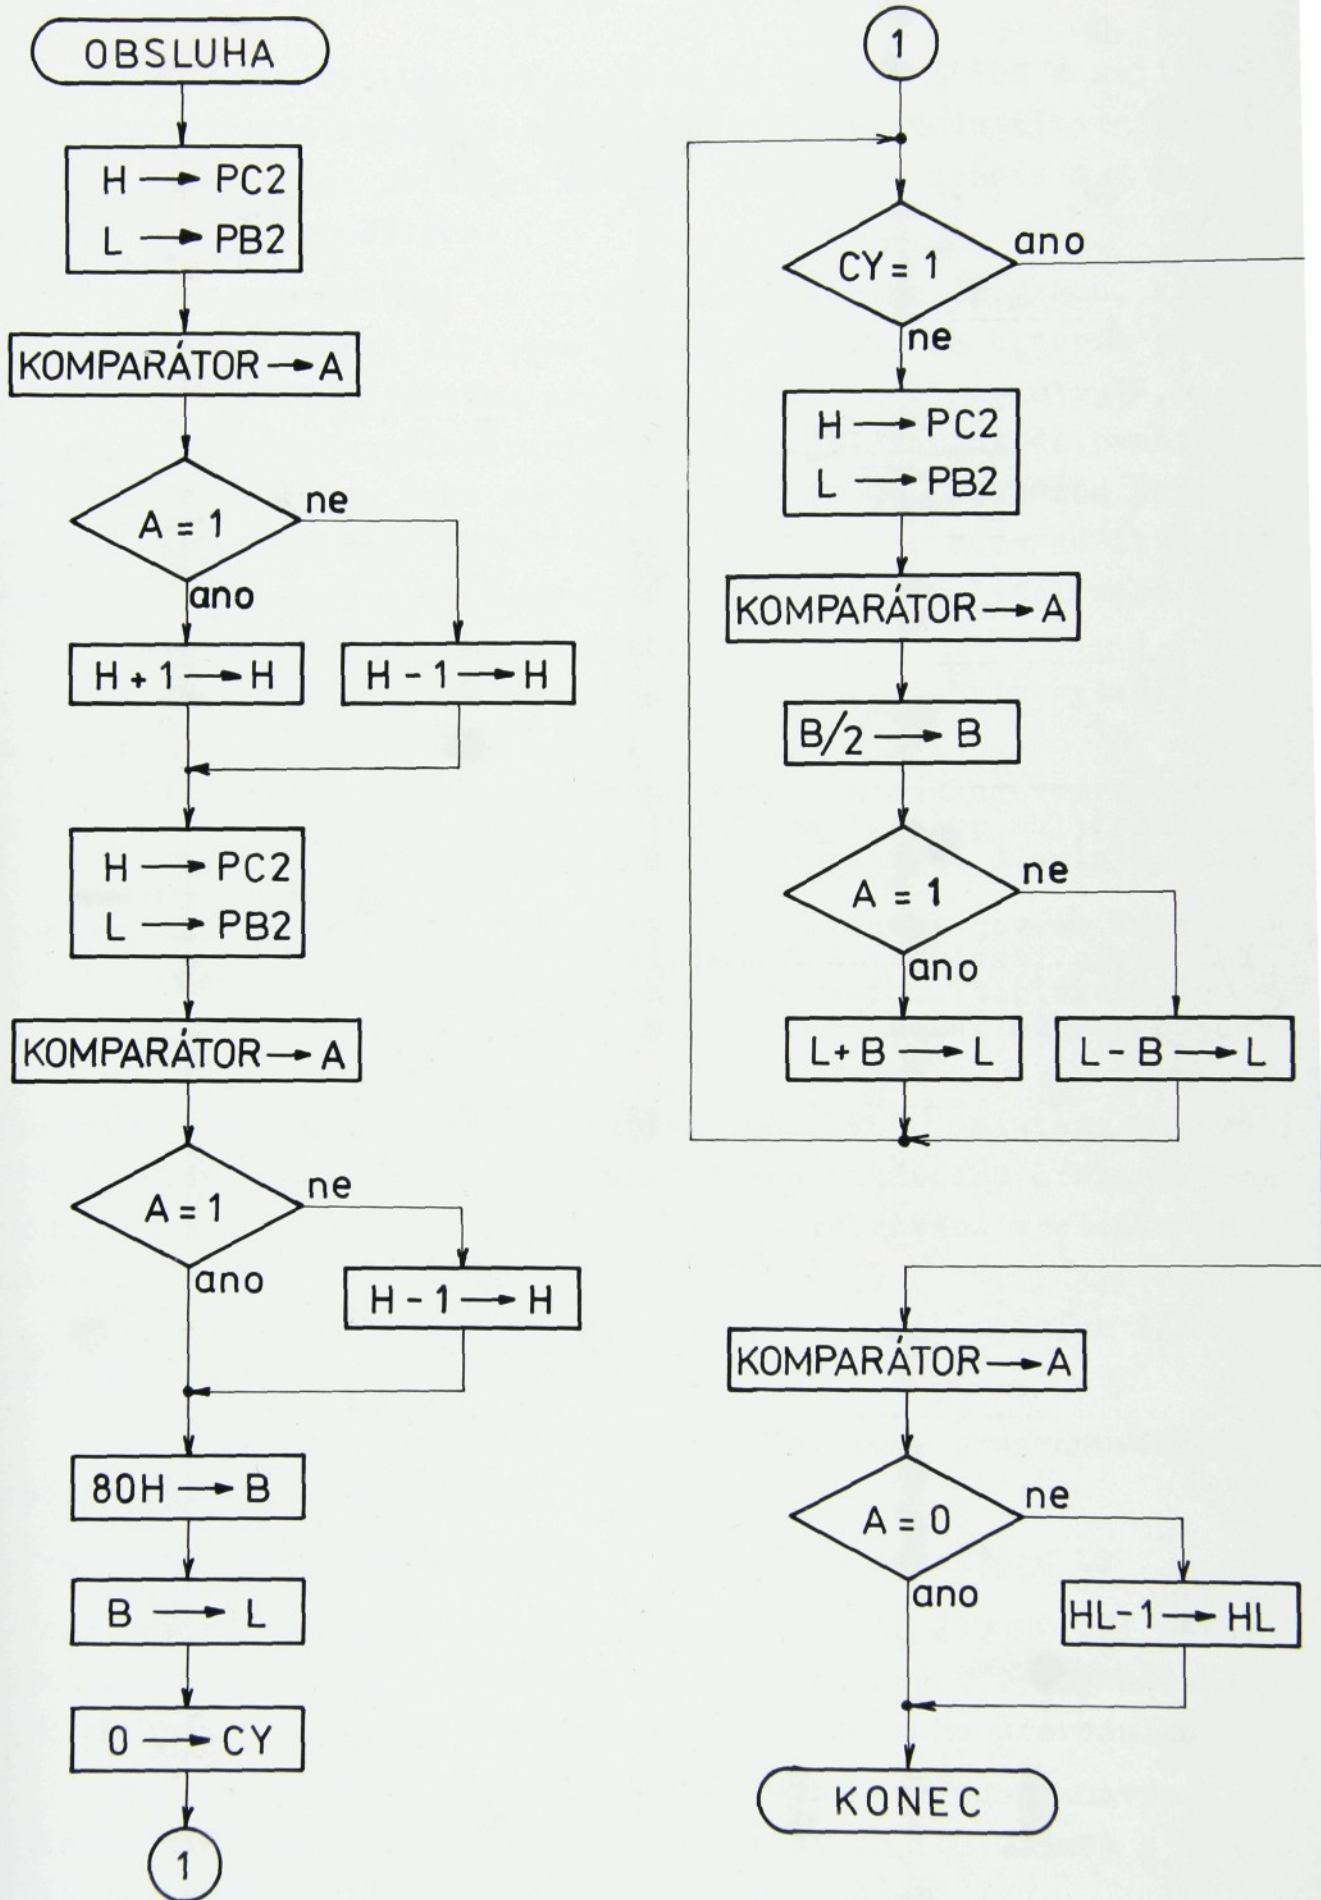 OBSLUHA
H → PC2
L → PB2
KOMPARÁTOR → A
A = 1
ne
ano
H + 1 → H
H - 1 → H
H → PC2
L → PB2
KOMPARÁTOR → A
A = 1
ne
ano
H - 1 → H
80H → B
B → L
0 → CY
1
1
CY = 1
ano
ne
H → PC2
L → PB2
KOMPARÁTOR → A
B/2 → B
A = 1
ne
ano
L + B → L
L - B → L
KOMPARÁTOR → A
A = 0
ne
ano
HL - 1 → HL
KONEC